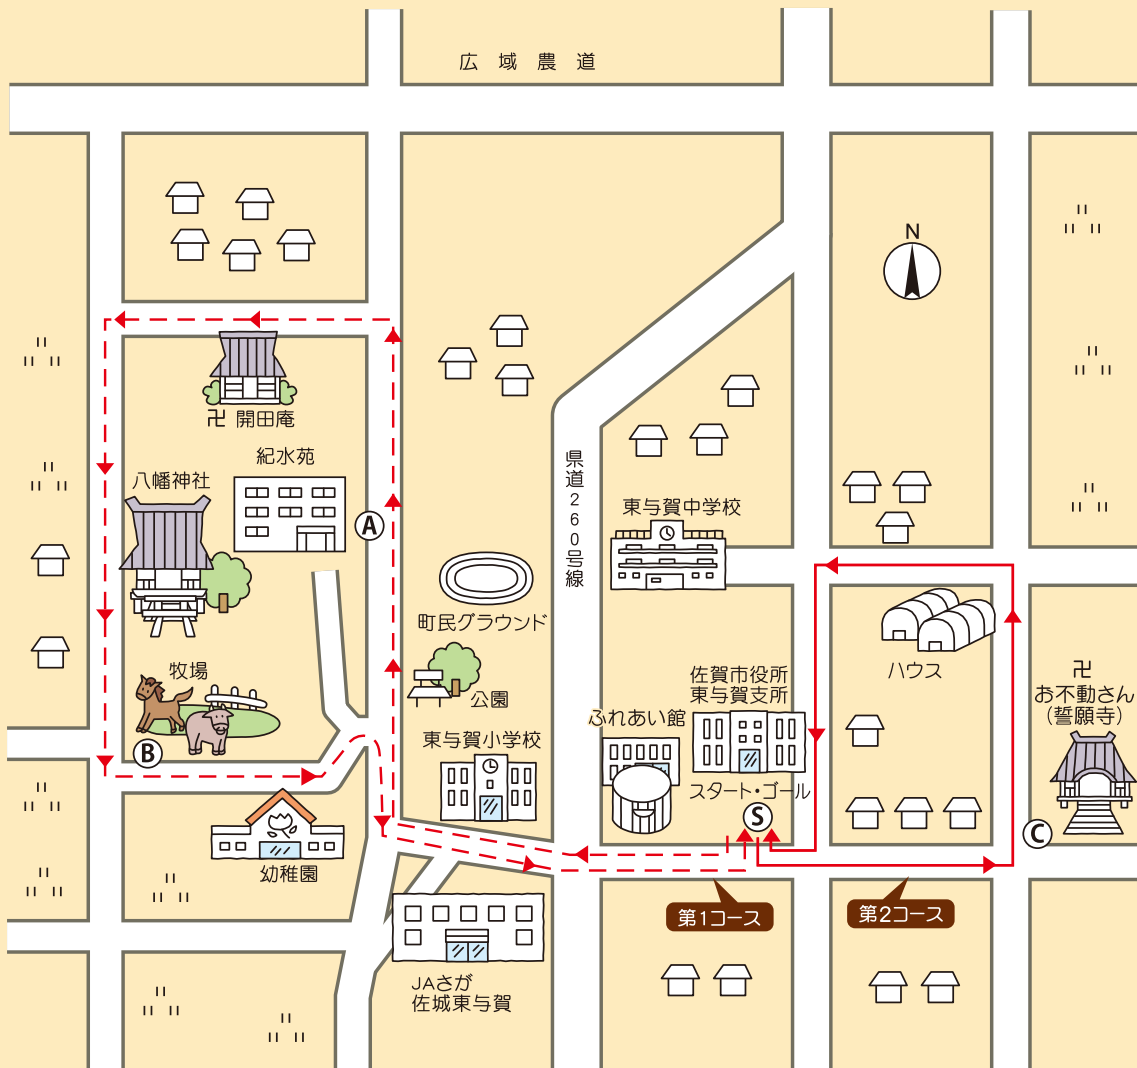 広域農道
N
卍 開田庵
紀水苑
八幡神社
A
県道260号線
東与賀中学校
町民グラウンド
公園
牧場
B
東与賀小学校
ふれあい館
佐賀市役所
東与賀支所
スタート・ゴール
S
ハウス
卍
お不動さん
(誓願寺)
C
幼稚園
第1コース
第2コース
JAさが
佐城東与賀